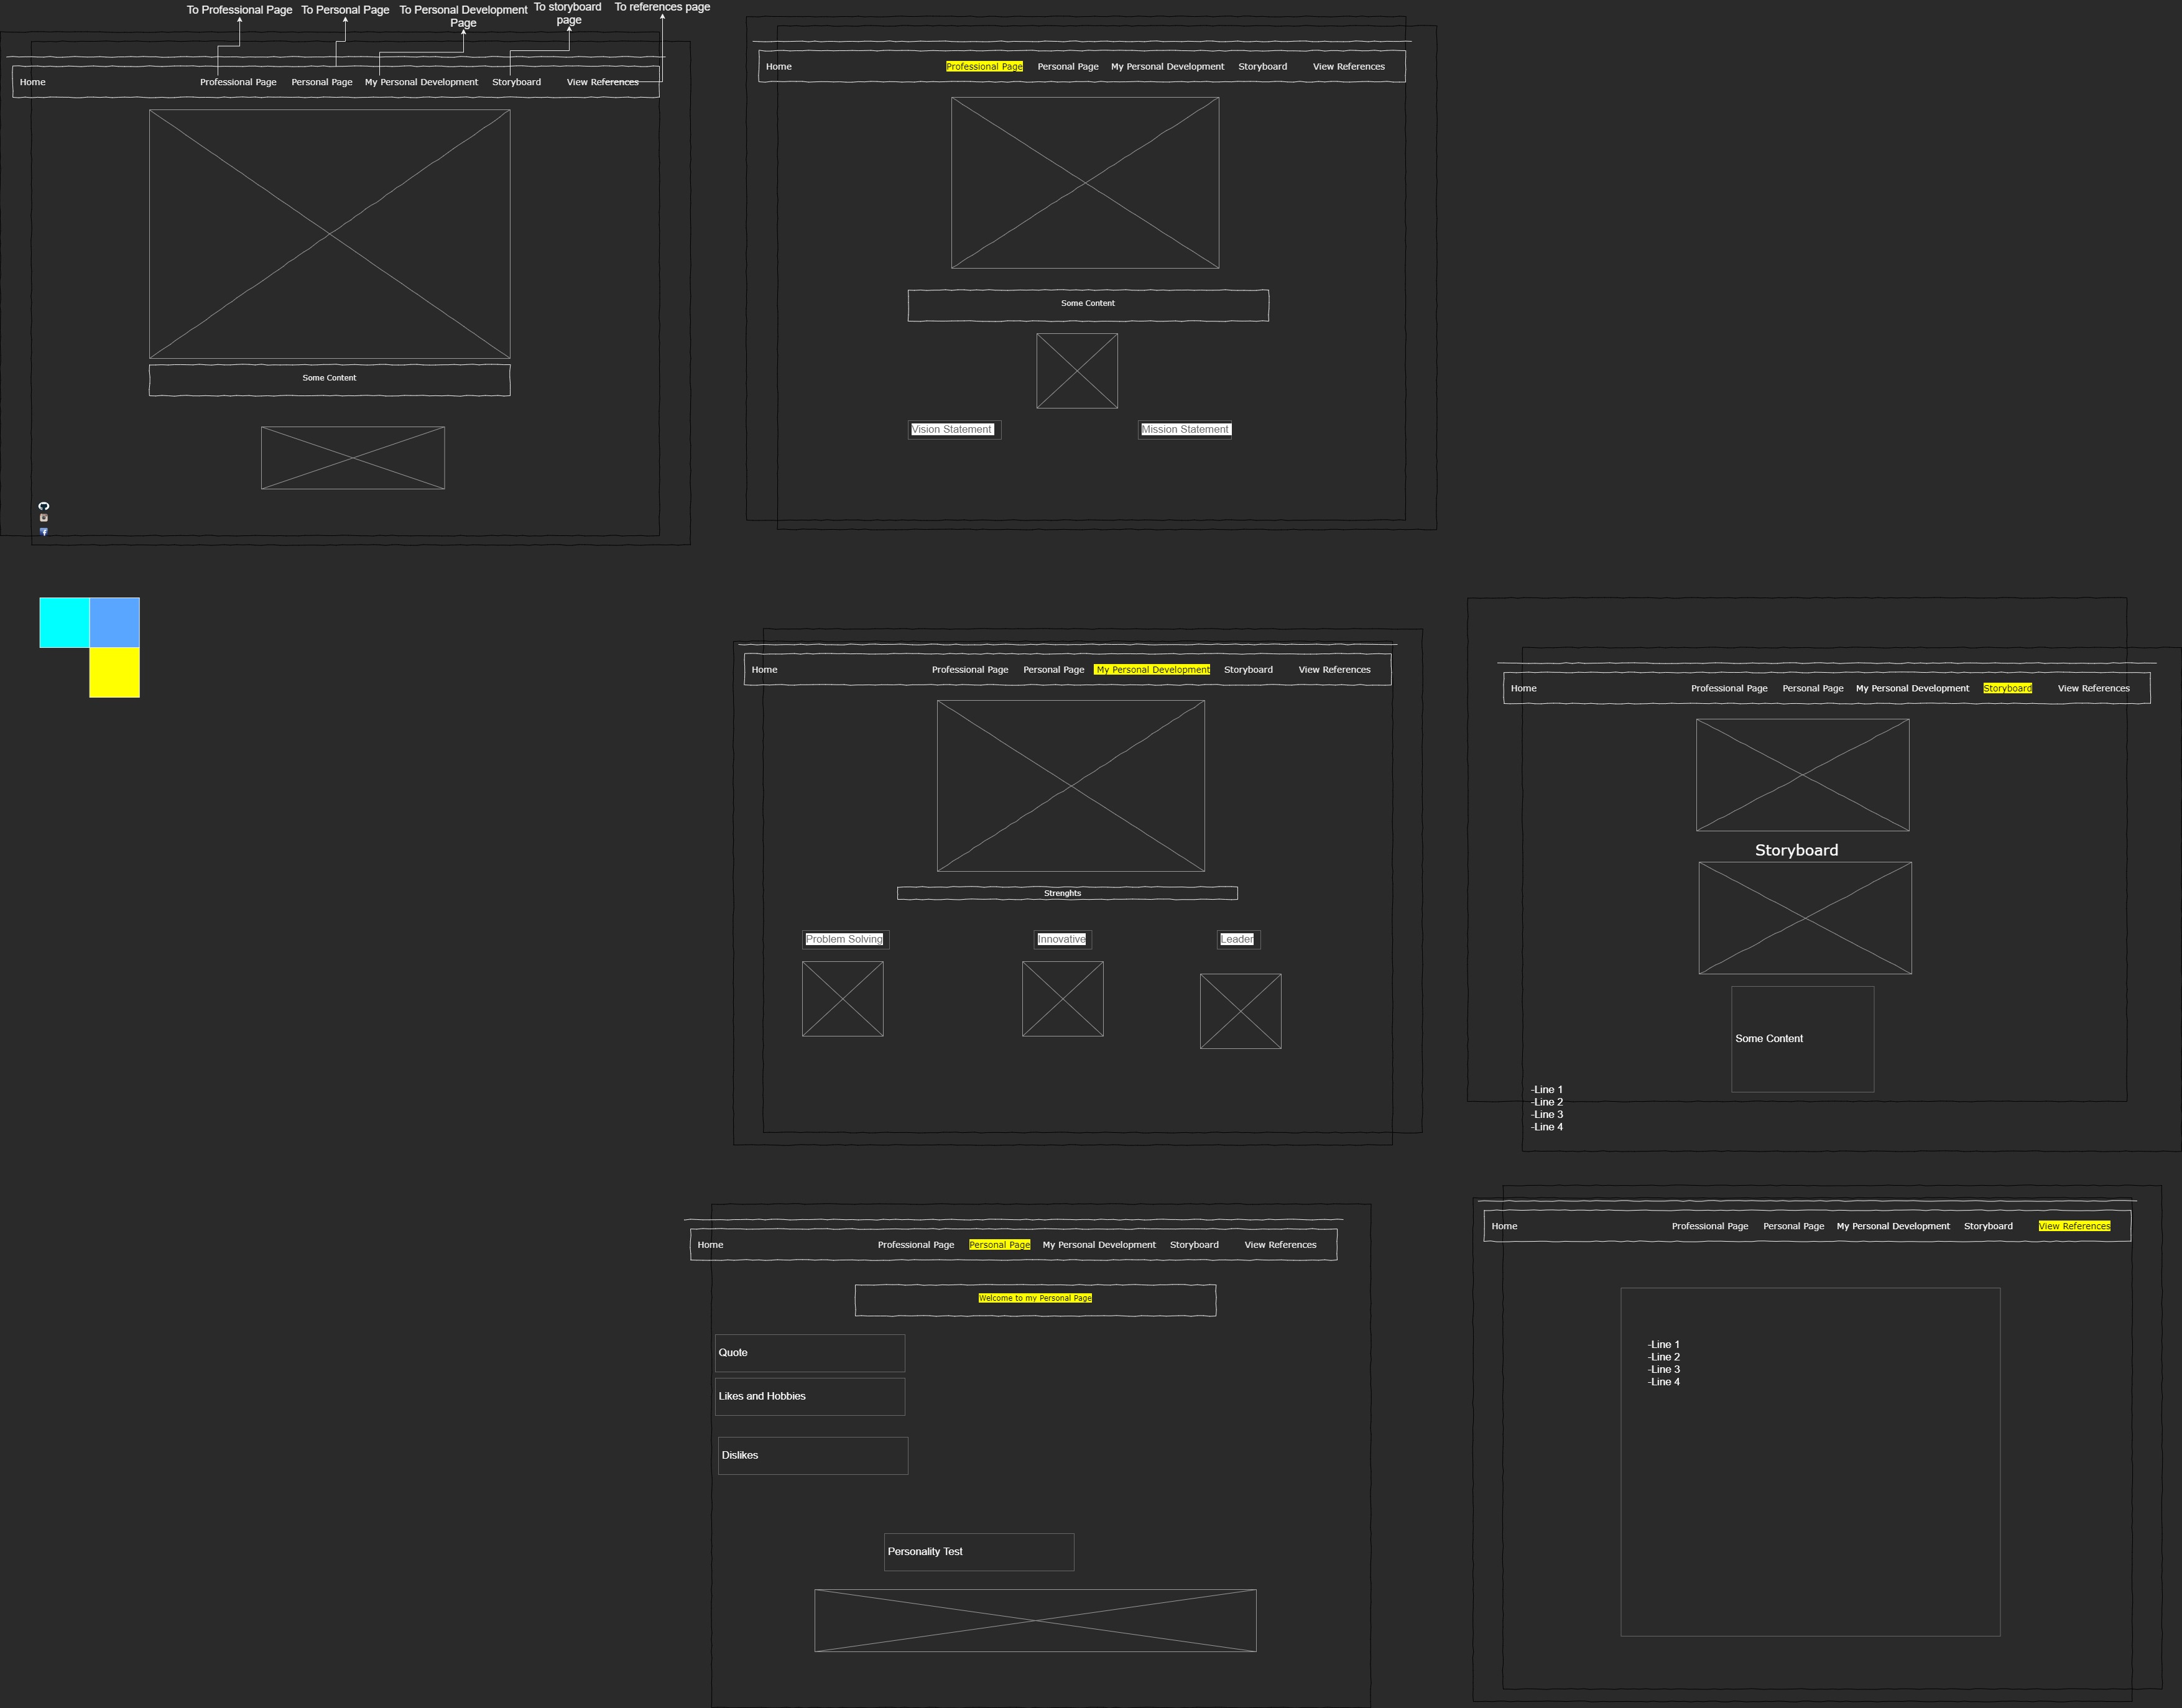 To Professional Page
To Personal Page
To Personal Development
Page
To storyboard
page
To references page
Home
Professional Page
Personal Page
My Personal Development
Storyboard
View References
Some Content
Home
Professional Page
Personal Page
My Personal Development
Storyboard
View References
Some Content
Vision Statement
Mission Statement
Home
Professional Page
Personal Page
My Personal Development
Storyboard
View References
Strenghts
Problem Solving
Innovative
Leader
Home
Professional Page
Personal Page
My Personal Development
Storyboard
View References
Storyboard
Some Content
-Line 1
-Line 2
-Line 3
-Line 4
Home
Professional Page
Personal Page
My Personal Development
Storyboard
View References
Welcome to my Personal Page
Quote
Likes and Hobbies
Dislikes
Personality Test
Home
Professional Page
Personal Page
My Personal Development
Storyboard
View References
-Line 1
-Line 2
-Line 3
-Line 4